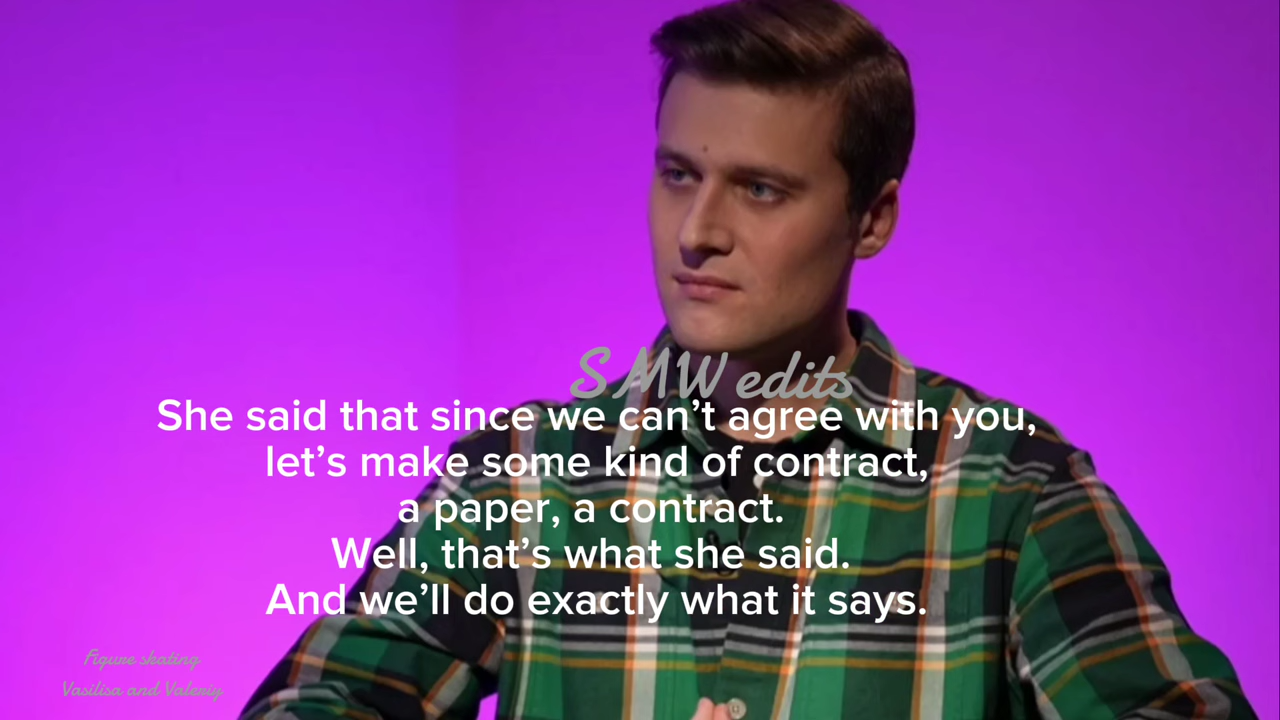 SMW edits
She said that since we can’t agree with you,
let’s make some kind of contract,
a paper, a contract.
Well, that’s what she said.
And we’ll do exactly what it says.
Figure skating
Vasilisa and Valeriy